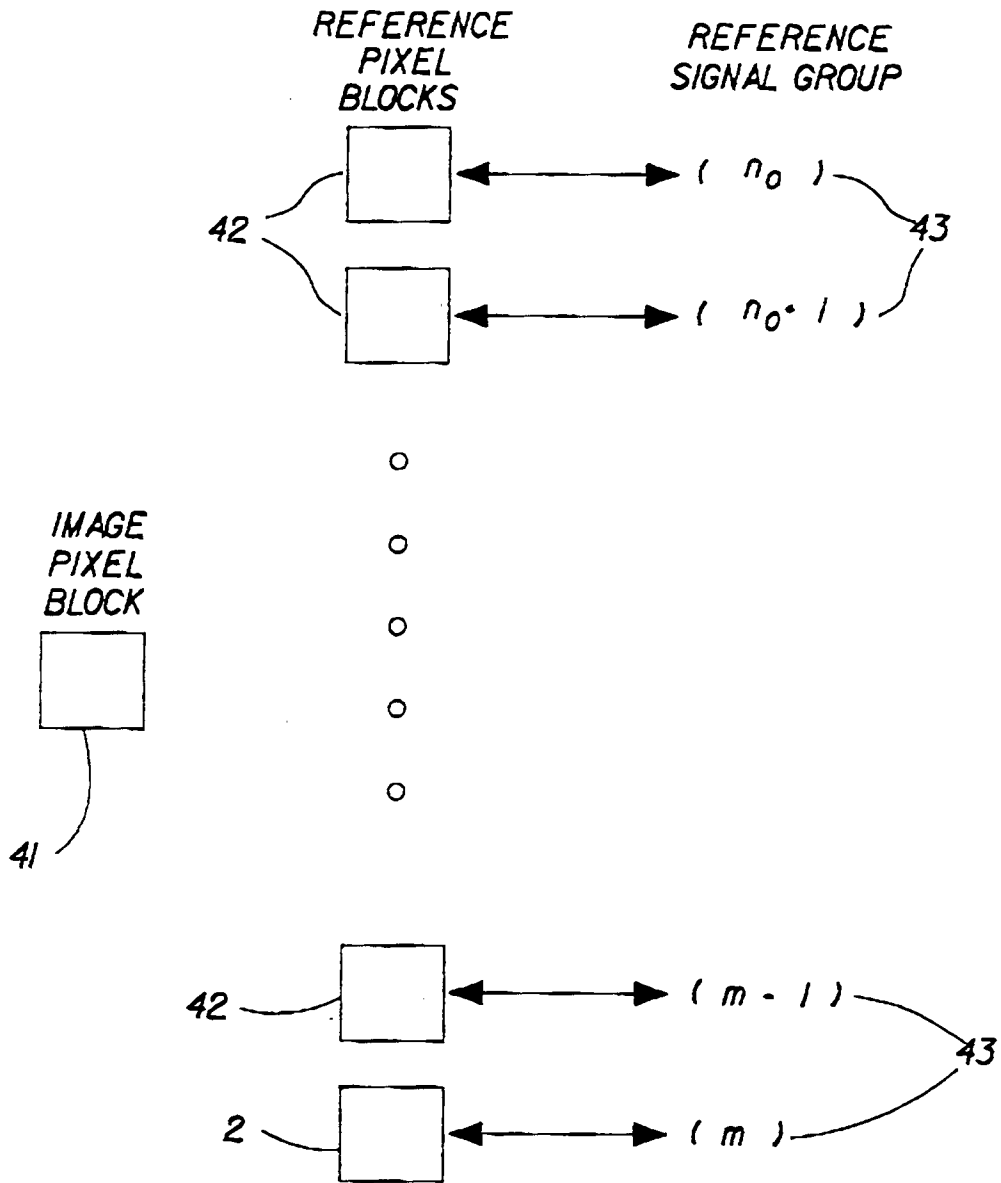 REFERENCE
PIXEL
BLOCKS
REFERENCE
SIGNAL GROUP
( n₀ )
42
43
( n₀· 1 )
IMAGE
PIXEL
BLOCK
41
42
( m - 1 )
43
2
( m )